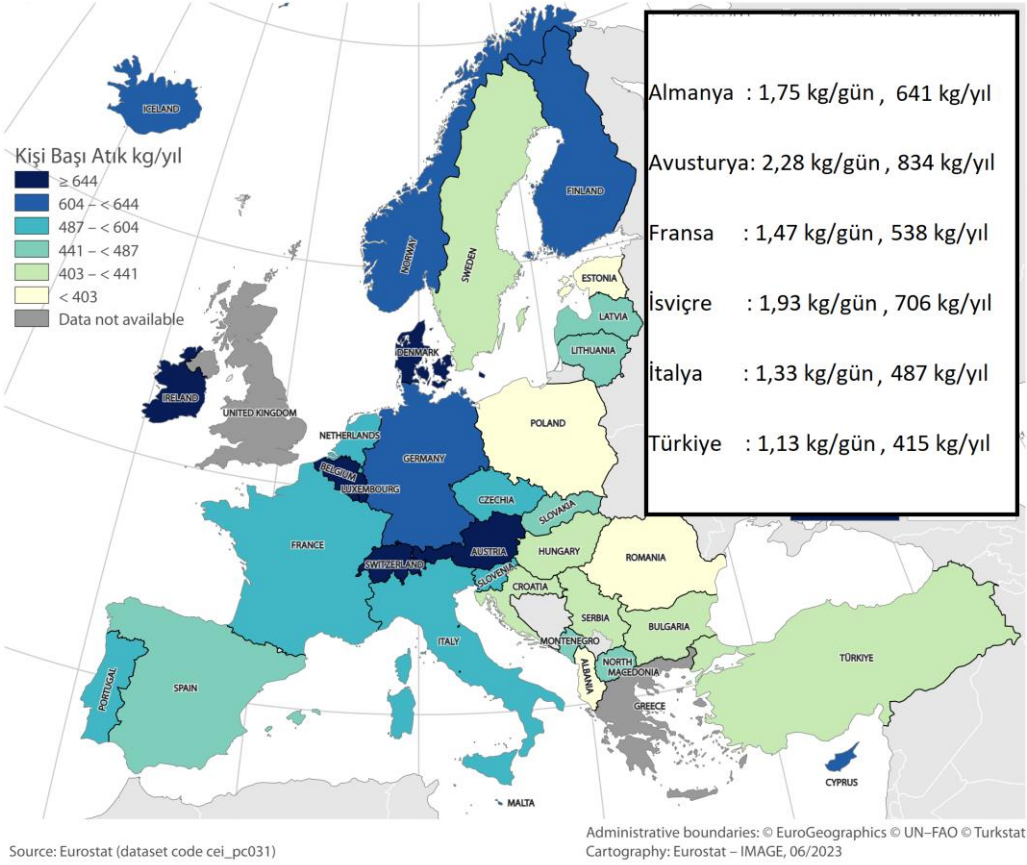 Almanya : 1,75 kg/gün , 641 kg/yıl
Avusturya: 2,28 kg/gün , 834 kg/yıl
Fransa : 1,47 kg/gün , 538 kg/yıl
İsviçre : 1,93 kg/gün , 706 kg/yıl
İtalya : 1,33 kg/gün , 487 kg/yıl
Türkiye : 1,13 kg/gün , 415 kg/yıl
Kişi Başı Atık kg/yıl
≥ 644
604 – < 644
487 – < 604
441 – < 487
403 – < 441
< 403
Data not available
ICELAND
FINLAND
NORWAY
SWEDEN
ESTONIA
LATVIA
LITHUANIA
DENMARK
IRELAND
UNITED KINGDOM
NETHERLANDS
POLAND
GERMANY
BELGIUM
LUXEMBOURG
CZECHIA
SLOVAKIA
FRANCE
AUSTRIA
SWITZERLAND
HUNGARY
ROMANIA
SLOVENIA
CROATIA
SERBIA
BULGARIA
ITALY
MONTENEGRO
NORTH
MACEDONIA
ALBANIA
GREECE
TÜRKİYE
PORTUGAL
SPAIN
CYPRUS
MALTA
Administrative boundaries: © EuroGeographics © UN–FAO © Turkstat
Source: Eurostat (dataset code cei_pc031)
Cartography: Eurostat – IMAGE, 06/2023